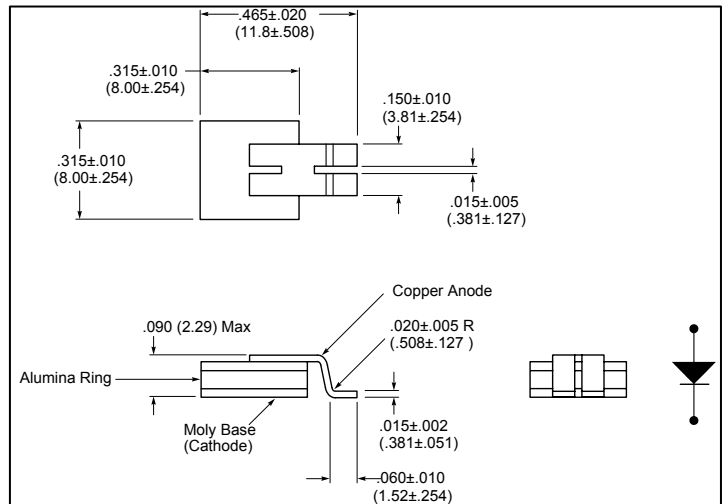 .465±.020
(11.8±.508)
.315±.010
(8.00±.254)
.150±.010
(3.81±.254)
.315±.010
(8.00±.254)
.015±.005
(.381±.127)
Copper Anode
.090 (2.29) Max
.020±.005 R
(.508±.127 )
Alumina Ring
Moly Base
(Cathode)
.015±.002
(.381±.051)
.060±.010
(1.52±.254)